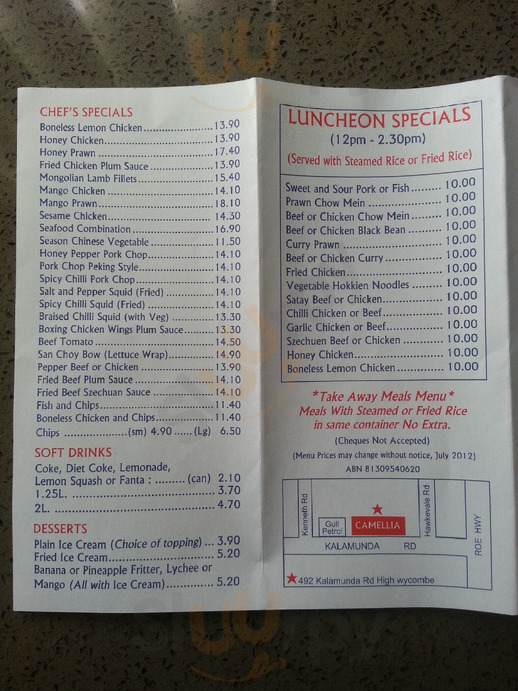 CHEF'S SPECIALS
Boneless Lemon Chicken.......................13.90
Honey Chicken.......................13.90
Honey Prawn.......................17.40
Fried Chicken Plum Sauce.......................13.90
Mongolian Lamb Fillets.......................15.40
Mango Chicken.......................14.10
Mango Prawn.......................18.10
Sesame Chicken.......................14.30
Seafood Combination.......................16.90
Season Chinese Vegetable.......................11.50
Honey Pepper Pork Chop.......................14.10
Pork Chop Peking Style.......................14.10
Spicy Chilli Pork Chop.......................14.10
Salt and Pepper Squid (Fried).......................14.10
Spicy Chilli Squid (Fried).......................14.10
Braised Chilli Squid (with Veg).......................13.30
Boxing Chicken Wings Plum Sauce.........13.30
Beef Tomato.......................14.50
San Choy Bow (Lettuce Wrap).......................14.90
Pepper Beef or Chicken.......................13.90
Fried Beef Plum Sauce.......................14.10
Fried Beef Szechuan Sauce.......................14.10
Fish and Chips.......................11.40
Boneless Chicken and Chips.......................11.40
Chips ..............(sm) 4.90 ......(Lg) 6.50
SOFT DRINKS
Coke, Diet Coke, Lemonade,
Lemon Squash or Fanta : ......... (can) 2.10
1.25L. ....................... 3.70
2L. ....................... 4.70
DESSERTS
Plain Ice Cream (Choice of topping) ... 3.90
Fried Ice Cream....................... 5.20
Banana or Pineapple Fritter, Lychee or
Mango (All with Ice Cream).............. 5.20
LUNCHEON SPECIALS
(12pm - 2.30pm)
(Served with Steamed Rice or Fried Rice)
Sweet and Sour Pork or Fish......... 10.00
Prawn Chow Mein ....................... 10.00
Beef or Chicken Chow Mein ......... 10.00
Beef or Chicken Black Bean ......... 10.00
Curry Prawn ....................... 10.00
Beef or Chicken Curry................ 10.00
Fried Chicken....................... 10.00
Vegetable Hokkien Noodles ......... 10.00
Satay Beef or Chicken................ 10.00
Chilli Chicken or Beef................ 10.00
Garlic Chicken or Beef................ 10.00
Szechuen Beef or Chicken ............ 10.00
Honey Chicken....................... 10.00
Boneless Lemon Chicken................ 10.00
*Take Away Meals Menu*
Meals With Steamed or Fried Rice
in same container No Extra.
(Cheques Not Accepted)
(Menu Prices may change without notice, July 2012)
ABN 81309540620
Kenneth Rd
Gull
Petrol
CAMELLIA
Hawkevale Rd
ROE HWY
KALAMUNDA RD
492 Kalamunda Rd High wycombe